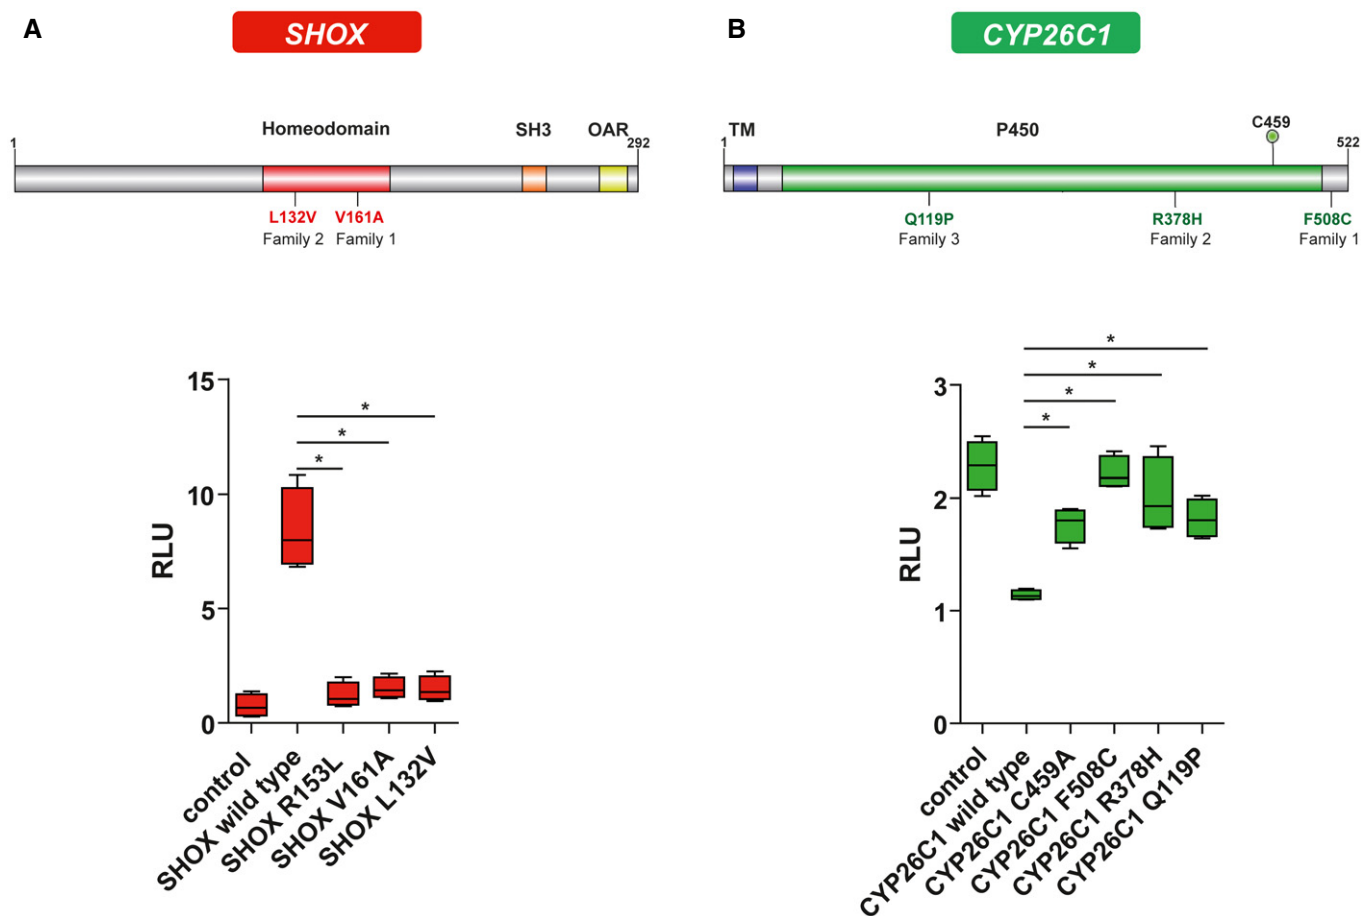 A
SHOX
Homeodomain SH3 OAR
1 292
L132V V161A
Family 2 Family 1
15
10
5
0
RLU
* 
*
*
control
SHOX wild type
SHOX R153L
SHOX V161A
SHOX L132V
B
CYP26C1
TM P450 C459
1 522
Q119P R378H F508C
Family 3 Family 2 Family 1
3
2
1
0
RLU
*
*
*
*
control
CYP26C1 wild type
CYP26C1 C459A
CYP26C1 F508C
CYP26C1 R378H
CYP26C1 Q119P